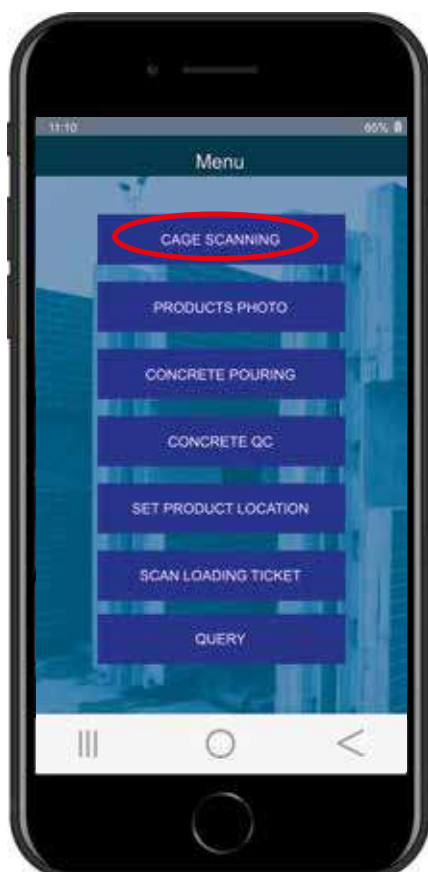 11:10 65%
Menu
CAGE SCANNING
PRODUCTS PHOTO
CONCRETE POURING
CONCRETE QC
SET PRODUCT LOCATION
SCAN LOADING TICKET
QUERY